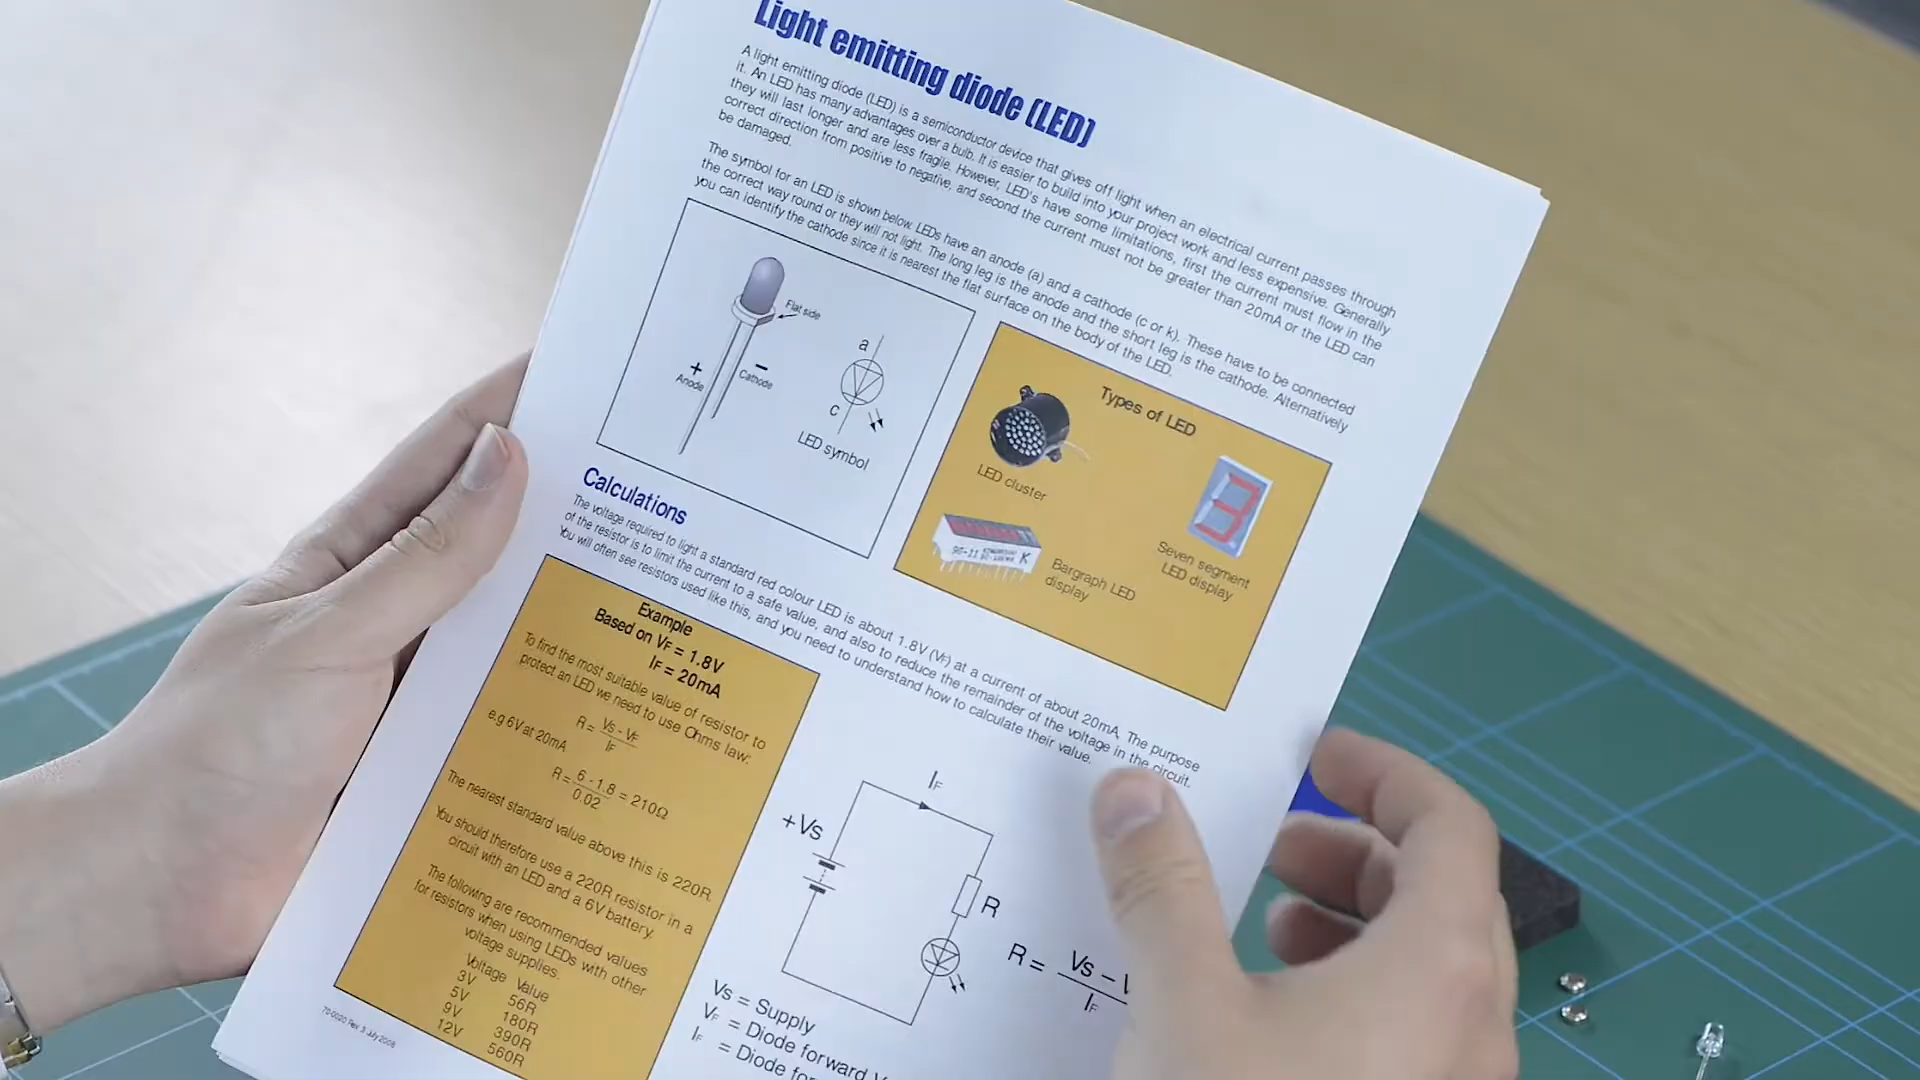 Light emitting diode (LED)
A light emitting diode (LED) is a semiconductor device that gives off light when an electrical current passes through
it. An LED has many advantages over a bulb. It is easier to build into your project work and less expensive. Generally
they will last longer and are less fragile. However, LED's have some limitations, first the current must flow in the
correct direction from positive to negative, and second the current must not be greater than 20mA or the LED can
be damaged.
The symbol for an LED is shown below. LEDs have an anode (a) and a cathode (c or k). These have to be connected
the correct way round or they will not light. The long leg is the anode and the short leg is the cathode. Alternatively
you can identify the cathode since it is nearest the flat surface on the body of the LED.
Flat side
+
Anode
−
Cathode
a
c
LED symbol
Types of LED
LED cluster
3
Seven segment
LED display
K
Bargraph LED
display
Calculations
The voltage required to light a standard red colour LED is about 1.8V (VF) at a current of about 20mA. The purpose
of the resistor is to limit the current to a safe value, and also to reduce the remainder of the voltage in the circuit.
You will often see resistors used like this, and you need to understand how to calculate their value.
Example
Based on VF = 1.8V
IF = 20mA
To find the most suitable value of resistor to
protect an LED we need to use Ohms law:
R = Vs - VF
IF
e.g 6V at 20mA
R = 6 - 1.8 = 210Ω
0.02
The nearest standard value above this is 220R.
You should therefore use a 220R resistor in a
circuit with an LED and a 6V battery.
The following are recommended values
for resistors when using LEDs with other
voltage supplies.
Voltage Value
3V 56R
5V 180R
9V 390R
12V 560R
70-0020 Rev 3 July 2008
IF
+Vs
R
R = Vs – V
IF
Vs = Supply
VF = Diode forward V
IF = Diode for